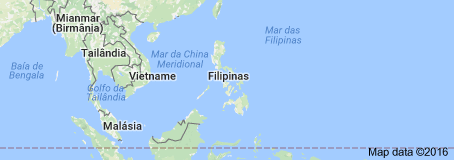 Mianmar
(Birmânia)
Mar das
Filipinas
Tailândia
Mar da China
Meridional
Baía de
Bengala
Vietname
Filipinas
Golfo da
Tailândia
Malásia
Map data ©2016